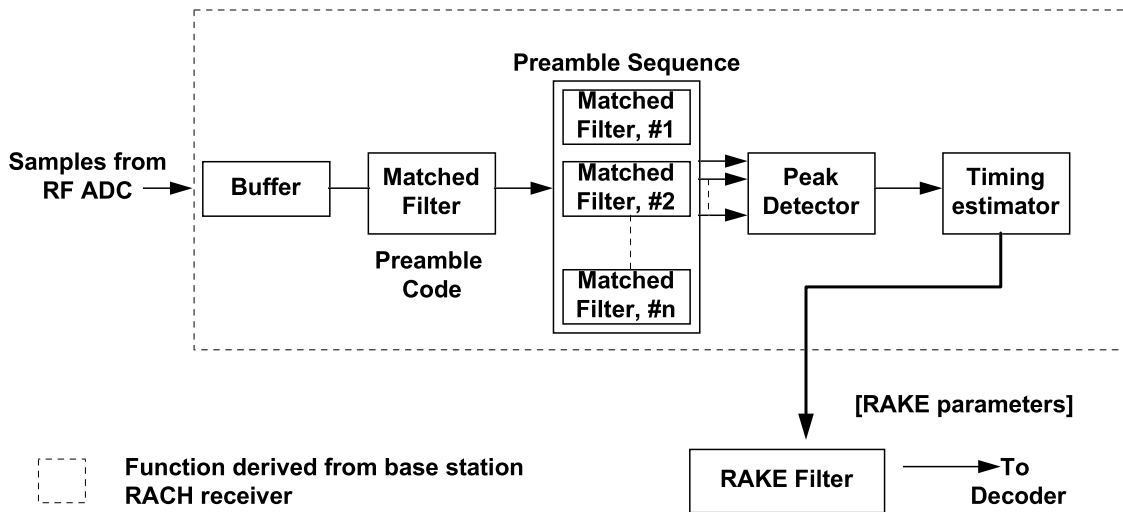 Preamble Sequence
Samples from
RF ADC
Buffer
Matched
Filter
Preamble
Code
Matched
Filter, #1
Matched
Filter, #2
Matched
Filter, #n
Peak
Detector
Timing
estimator
[RAKE parameters]
Function derived from base station
RACH receiver
RAKE Filter
To
Decoder